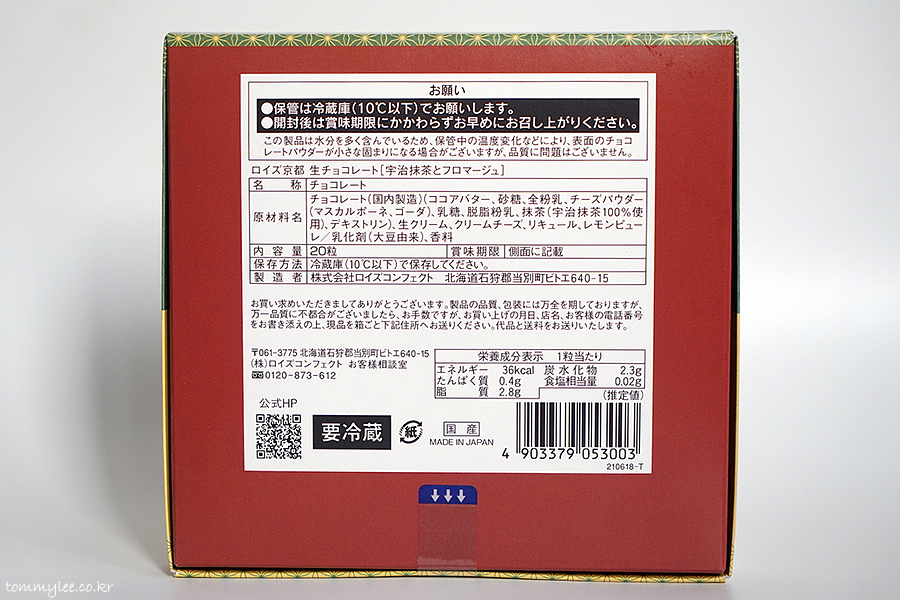 お願い
●保管は冷蔵庫(10℃以下)でお願いします。
●開封後は賞味期限にかかわらずお早めにお召し上がりください。
この製品は水分を多く含んでいるため、保管中の温度変化などにより、表面のチョコ
レートパウダーが小さな固まりになる場合がございますが、品質に問題はございません。
ロイズ京都 生チョコレート[宇治抹茶とフロマージュ]
名 称 チョコレート
原材料名 チョコレート(国内製造)(ココアバター、砂糖、全粉乳、チーズパウダー
(マスカルポーネ、ゴーダ)、乳糖、脱脂粉乳、抹茶(宇治抹茶100%使
用)、デキストリン)、生クリーム、クリームチーズ、リキュール、レモンピュー
レ/乳化剤(大豆由来)、香料
内 容 量 20粒 賞味期限 側面に記載
保存方法 冷蔵庫(10℃以下)で保存してください。
製 造 者 株式会社ロイズコンフェクト 北海道石狩郡当別町ビトエ640-15
お買い求めいただきましてありがとうございます。製品の品質、包装には万全を期しておりますが、
万一品質に不都合がございましたら、お手数ですが、お買い上げの月日、店名、お客様の電話番号
をお書き添えの上、現品を箱ごと下記住所へお送りください。代品と送料をお送りいたします。
〒061-3775 北海道石狩郡当別町ビトエ640-15
(株)ロイズコンフェクト お客様相談室
0120-873-612
栄養成分表示 1粒当たり
エネルギー 36kcal 炭水化物 2.3g
たんぱく質 0.4g 食塩相当量 0.02g
脂 質 2.8g (推定値)
公式HP
要冷蔵
紙
国産
MADE IN JAPAN
4 903379 053003
210618-T
tommylee.co.kr